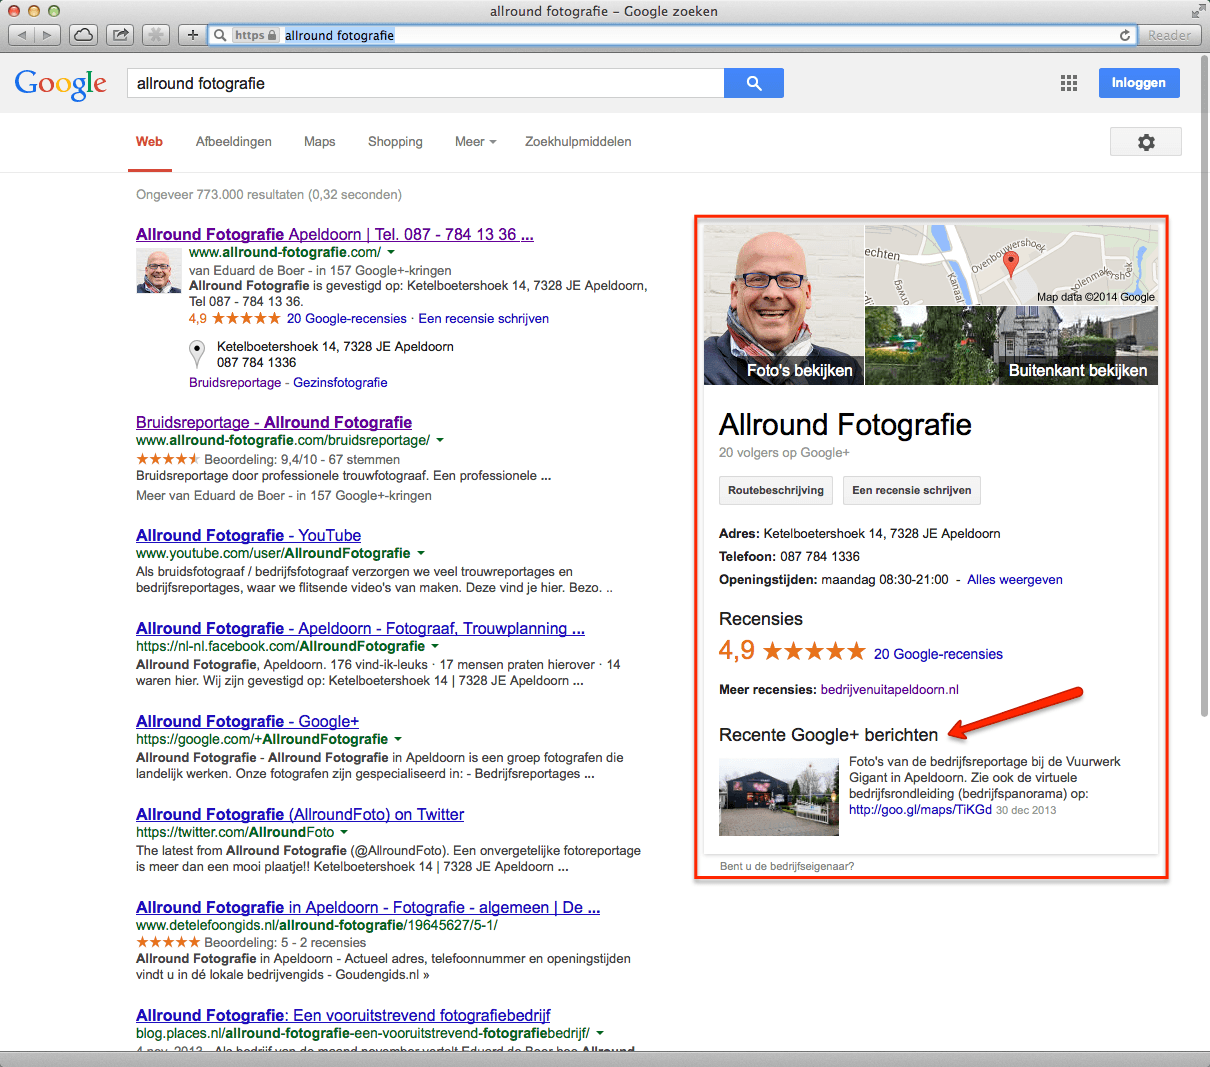 allround fotografie – Google zoeken
https allround fotografie
Reader
Google
allround fotografie
Inloggen
Web Afbeeldingen Maps Shopping Meer Zoekhulpmiddelen
Ongeveer 773.000 resultaten (0,32 seconden)
Allround Fotografie Apeldoorn | Tel. 087 - 784 13 36 ...
www.allround-fotografie.com/
van Eduard de Boer - in 157 Google+-kringen
Allround Fotografie is gevestigd op: Ketelboetershoek 14, 7328 JE Apeldoorn,
Tel 087 - 784 13 36.
4,9 ★★★★★ 20 Google-recensies · Een recensie schrijven
Ketelboetershoek 14, 7328 JE Apeldoorn
087 784 1336
Bruidsreportage - Gezinsfotografie
Bruidsreportage - Allround Fotografie
www.allround-fotografie.com/bruidsreportage/
Beoordeling: 9,4/10 - 67 stemmen
Bruidsreportage door professionele trouwfotograaf. Een professionele ...
Meer van Eduard de Boer - in 157 Google+-kringen
Allround Fotografie - YouTube
www.youtube.com/user/AllroundFotografie
Als bruidsfotograaf / bedrijfsfotograaf verzorgen we veel trouwreportages en
bedrijfsreportages, waar we flitsende video's van maken. Deze vind je hier. Bezo. ..
Allround Fotografie - Apeldoorn - Fotograaf, Trouwplanning ...
https://nl-nl.facebook.com/AllroundFotografie
Allround Fotografie, Apeldoorn. 176 vind-ik-leuks · 17 mensen praten hierover · 14
waren hier. Wij zijn gevestigd op: Ketelboetershoek 14 | 7328 JE Apeldoorn ...
Allround Fotografie - Google+
https://google.com/+AllroundFotografie
Allround Fotografie - Allround Fotografie in Apeldoorn is een groep fotografen die
landelijk werken. Onze fotografen zijn gespecialiseerd in: - Bedrijfsreportages ...
Allround Fotografie (AllroundFoto) on Twitter
https://twitter.com/AllroundFoto
The latest from Allround Fotografie (@AllroundFoto). Een onvergetelijke fotoreportage
is meer dan een mooi plaatje!! Ketelboetershoek 14 | 7328 JE Apeldoorn ...
Allround Fotografie in Apeldoorn - Fotografie - algemeen | De ...
www.detelefoongids.nl/allround-fotografie/19645627/5-1/
★★★★★ Beoordeling: 5 - 2 recensies
Allround Fotografie in Apeldoorn - Actueel adres, telefoonnummer en openingstijden
vindt u in dé lokale bedrijvengids - Goudengids.nl »
Allround Fotografie: Een vooruitstrevend fotografiebedrijf
blog.places.nl/allround-fotografie-een-vooruitstrevend-fotografiebedrijf/
4 nov. 2013 - Als bedrijf van de maand november vertelt Eduard de Boer hoe Allround
echten
Ovenbouwershoek
Kanaal
Molenmakershoek
erweg
Map data ©2014 Google
Foto's bekijken
Buitenkant bekijken
Allround Fotografie
20 volgers op Google+
Routebeschrijving Een recensie schrijven
Adres: Ketelboetershoek 14, 7328 JE Apeldoorn
Telefoon: 087 784 1336
Openingstijden: maandag 08:30-21:00 - Alles weergeven
Recensies
4,9 ★★★★★ 20 Google-recensies
Meer recensies: bedrijvenuitapeldoorn.nl
Recente Google+ berichten
Foto's van de bedrijfsreportage bij de Vuurwerk
Gigant in Apeldoorn. Zie ook de virtuele
bedrijfsrondleiding (bedrijfspanorama) op:
http://goo.gl/maps/TiKGd 30 dec 2013
Bent u de bedrijfseigenaar?